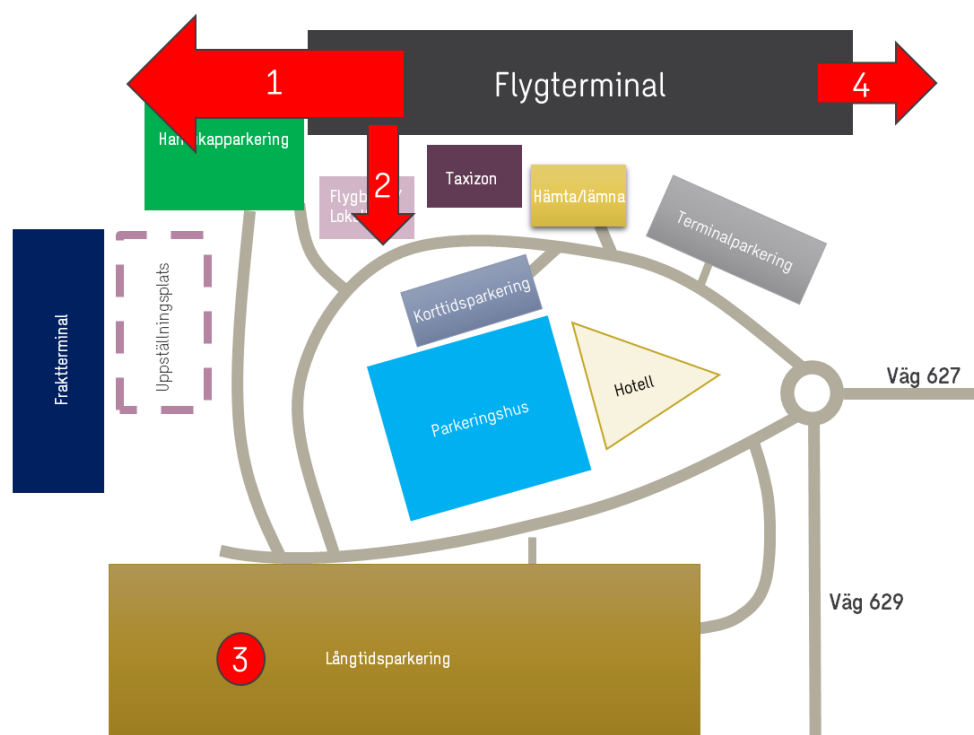 1
Flygterminal
4
parkering
2
Taxizon
Hämta/lämna
Terminalparkering
Korttidsparkering
Uppställningsplats
Fraktterminal
Parkeringshus
Hotell
Väg 627
Väg 629
3
Långtidsparkering